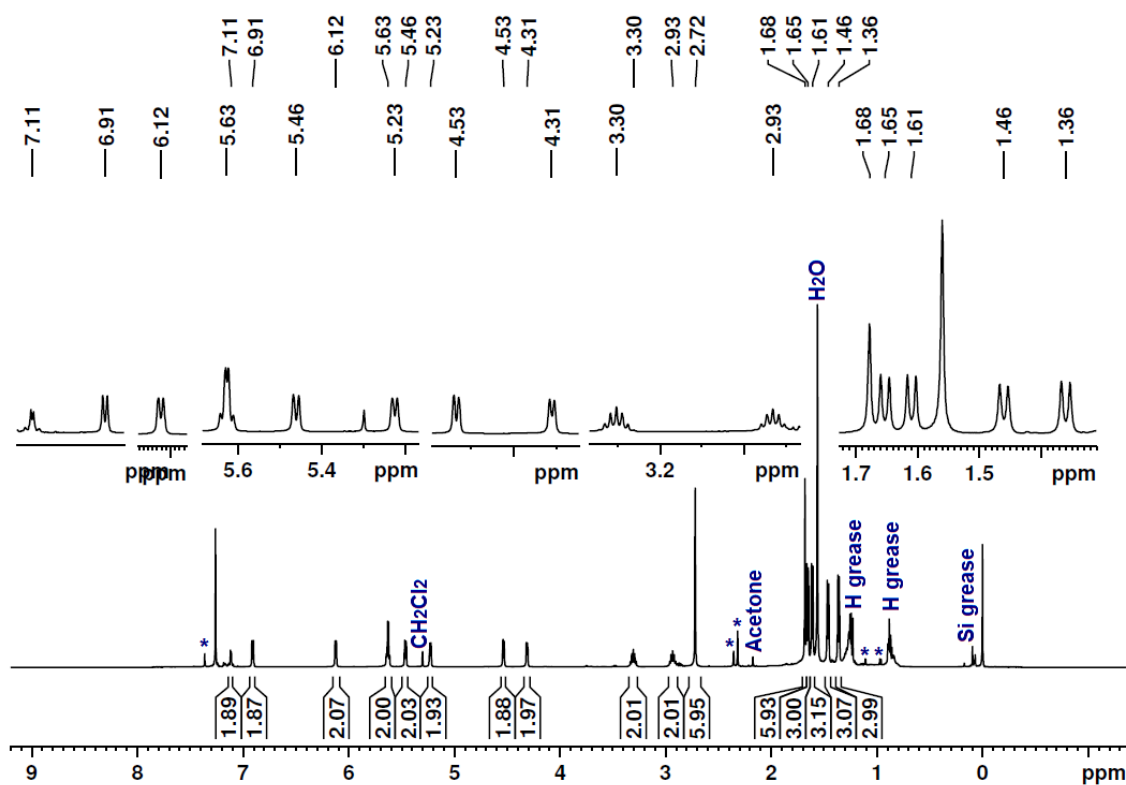 7.11 6.91 6.12 5.63 5.46 5.23 4.53 4.31 3.30 2.93 2.72 1.68 1.65 1.61 1.46 1.36
7.11 6.91 6.12 5.63 5.46 5.23 4.53 4.31 3.30 2.93 1.68 1.65 1.61 1.46 1.36
H2O
ppm ppm 5.6 5.4 ppm ppm 3.2 ppm 1.7 1.6 1.5 ppm
* CH2Cl2 * * Acetone H grease * H grease * Si grease
1.89 1.87 2.07 2.00 2.03 1.93 1.88 1.97 2.01 2.01 5.95 5.93 3.00 3.15 3.07 2.99
9 8 7 6 5 4 3 2 1 0 ppm